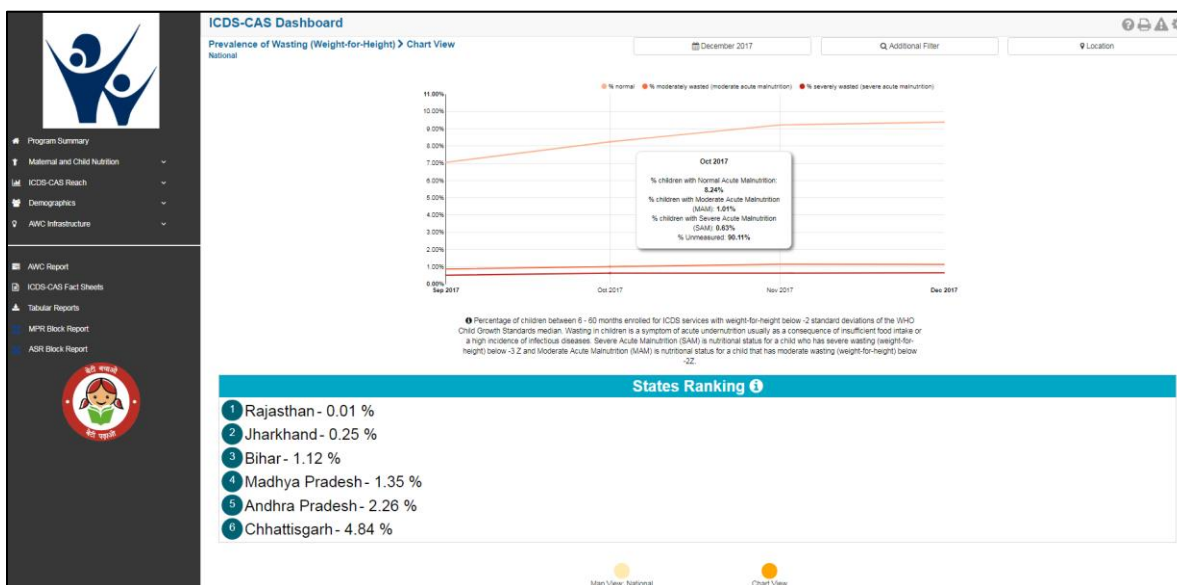 ICDS-CAS Dashboard
Prevalence of Wasting (Weight-for-Height) > Chart View
National
December 2017
Additional Filter
Location
Program Summary
Maternal and Child Nutrition
ICDS-CAS Reach
Demographics
AWC Infrastructure
AWC Report
ICDS-CAS Fact Sheets
Tabular Reports
MPR Block Report
ASR Block Report
बेटी बचाओ
बेटी पढ़ाओ
% normal % moderately wasted (moderate acute malnutrition) % severely wasted (severe acute malnutrition)
11.00%
10.00%
9.00%
8.00%
7.00%
6.00%
5.00%
4.00%
3.00%
2.00%
1.00%
0.00%
Sep 2017 Oct 2017 Nov 2017 Dec 2017
Oct 2017
% children with Normal Acute Malnutrition:
8.24%
% children with Moderate Acute Malnutrition
(MAM): 1.01%
% children with Severe Acute Malnutrition
(SAM): 0.63%
% Unmeasured: 90.11%
Percentage of children between 6 - 60 months enrolled for ICDS services with weight-for-height below -2 standard deviations of the WHO
Child Growth Standards median. Wasting in children is a symptom of acute undernutrition usually as a consequence of insufficient food intake or
a high incidence of infectious diseases. Severe Acute Malnutrition (SAM) is nutritional status for a child who has severe wasting (weight-for-
height) below -3 Z and Moderate Acute Malnutrition (MAM) is nutritional status for a child that has moderate wasting (weight-for-height) below
-2Z.
States Ranking
1 Rajasthan - 0.01 %
2 Jharkhand - 0.25 %
3 Bihar - 1.12 %
4 Madhya Pradesh - 1.35 %
5 Andhra Pradesh - 2.26 %
6 Chhattisgarh - 4.84 %
Map View: National
Chart View